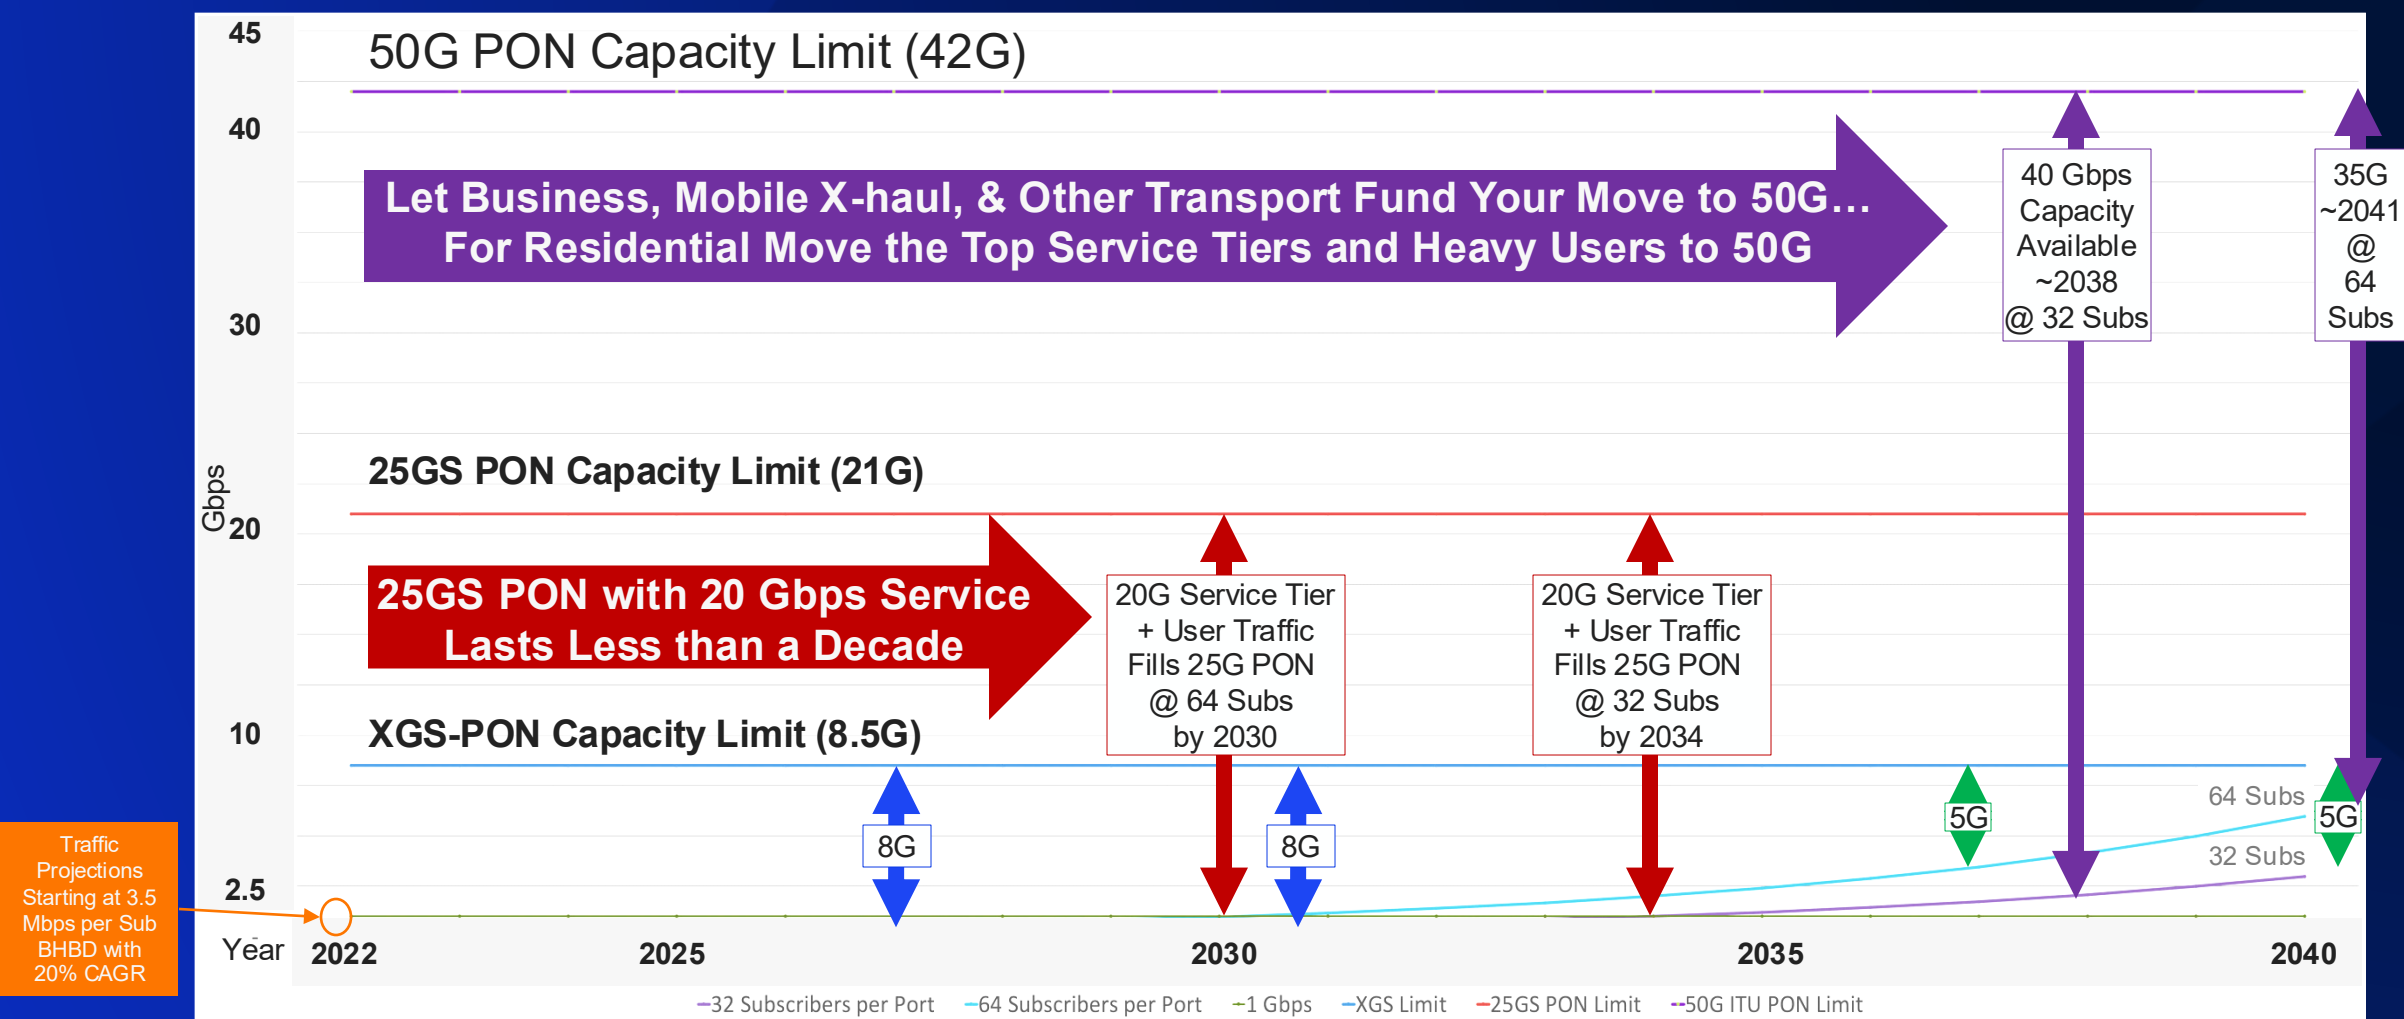 45
50G PON Capacity Limit (42G)
40
Let Business, Mobile X-haul, & Other Transport Fund Your Move to 50G…
For Residential Move the Top Service Tiers and Heavy Users to 50G
40 Gbps
Capacity
Available
~2038
@ 32 Subs
35G
~2041
@
64
Subs
30
25GS PON Capacity Limit (21G)
Gbps
20
25GS PON with 20 Gbps Service
Lasts Less than a Decade
20G Service Tier
+ User Traffic
Fills 25G PON
@ 64 Subs
by 2030
20G Service Tier
+ User Traffic
Fills 25G PON
@ 32 Subs
by 2034
10
XGS-PON Capacity Limit (8.5G)
8G
8G
5G
5G
64 Subs
32 Subs
2.5
Traffic
Projections
Starting at 3.5
Mbps per Sub
BHBD with
20% CAGR
Year
2022
2025
2030
2035
2040
32 Subscribers per Port
64 Subscribers per Port
1 Gbps
XGS Limit
25GS PON Limit
50G ITU PON Limit